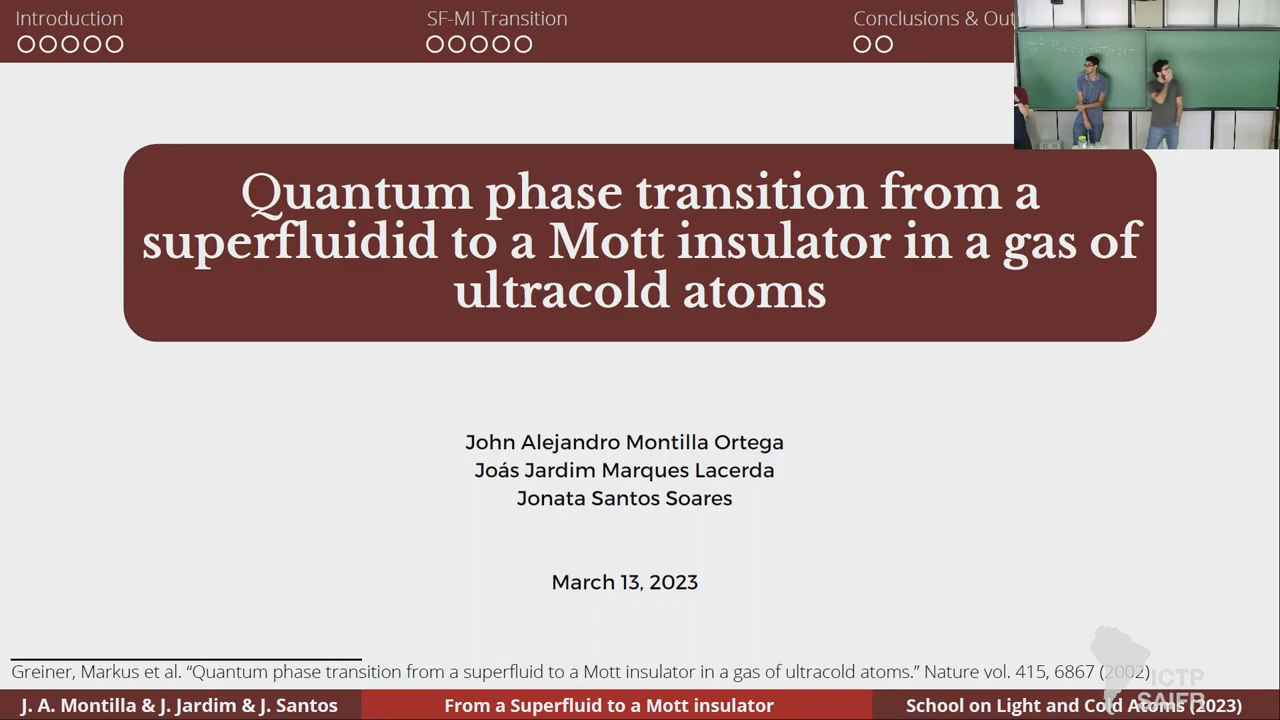 Introduction
SF-MI Transition
Conclusions & Out
Quantum phase transition from a
superfluidid to a Mott insulator in a gas of
ultracold atoms
John Alejandro Montilla Ortega
Joás Jardim Marques Lacerda
Jonata Santos Soares
March 13, 2023
Greiner, Markus et al. “Quantum phase transition from a superfluid to a Mott insulator in a gas of ultracold atoms.” Nature vol. 415, 6867 (2002)
ICTP
SAIFR
J. A. Montilla & J. Jardim & J. Santos
From a Superfluid to a Mott insulator
School on Light and Cold Atoms (2023)